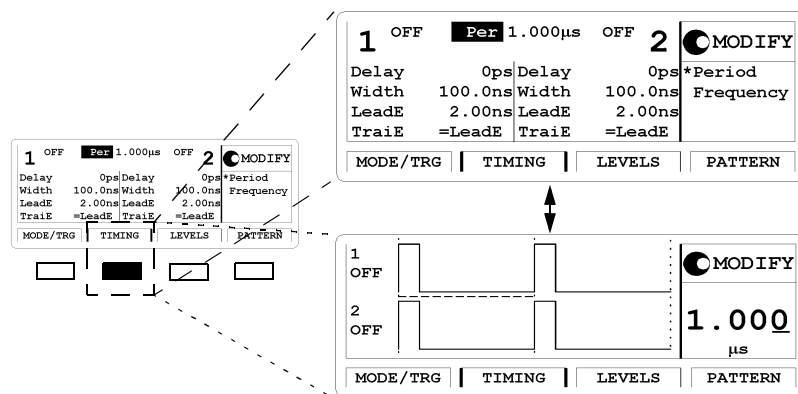 1 OFF Per 1.000µs OFF 2 MODIFY
Delay 0ps Delay 0ps *Period
Width 100.0ns Width 100.0ns Frequency
LeadE 2.00ns LeadE 2.00ns
TraiE =LeadE TraiE =LeadE
MODE/TRG TIMING LEVELS PATTERN
1 OFF Per 1.000µs OFF 2 MODIFY
Delay 0ps Delay 0ps *Period
Width 100.0ns Width 100.0ns Frequency
LeadE 2.00ns LeadE 2.00ns
TraiE =LeadE TraiE =LeadE
MODE/TRG TIMING LEVELS PATTERN
1
OFF
MODIFY
2
OFF
1.000
µs
MODE/TRG TIMING LEVELS PATTERN